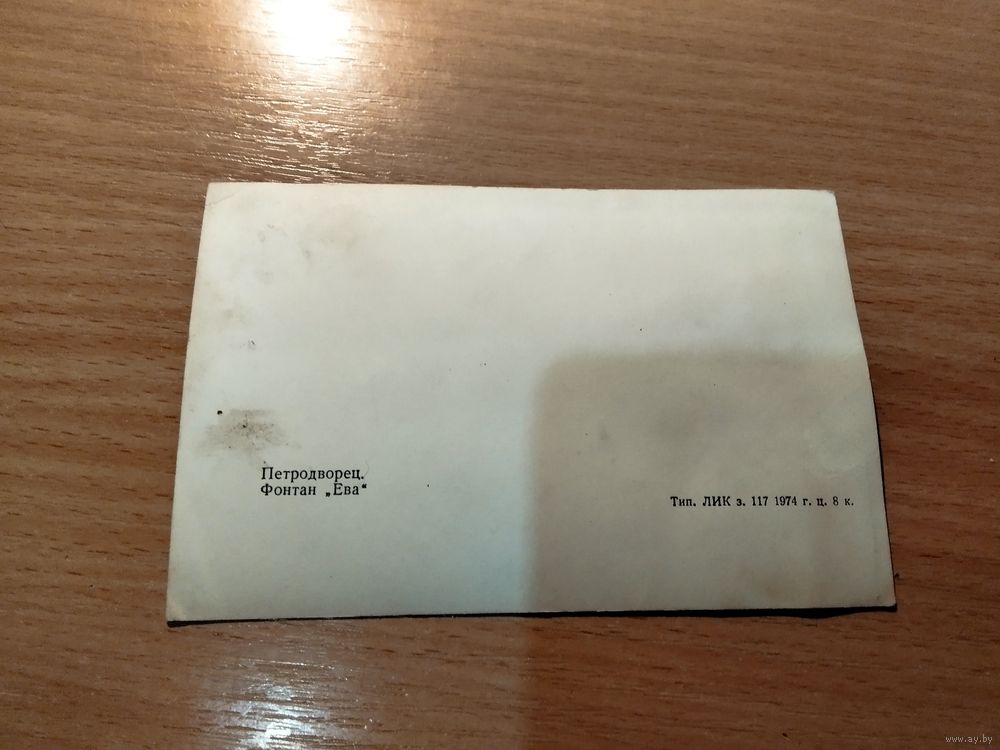 Петродворец.
Фонтан „Ева“
Тип. ЛИК з. 117 1974 г. ц. 8 к.
www.ay.by